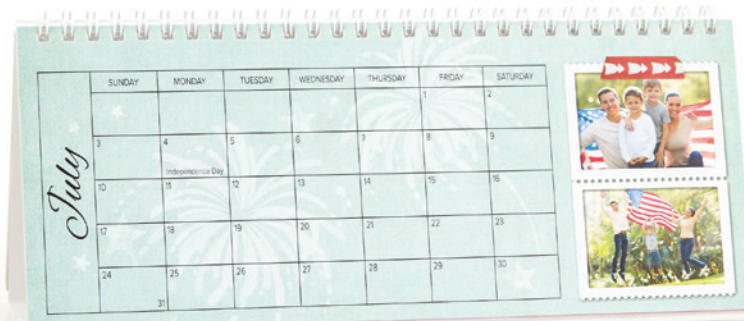 SUNDAY MONDAY TUESDAY WEDNESDAY THURSDAY FRIDAY SATURDAY
1 2
3 4 5 6 7 8 9
Independence Day
10 11 12 13 14 15 16
July
17 18 19 20 21 22 23
24 25 26 27 28 29 30
31